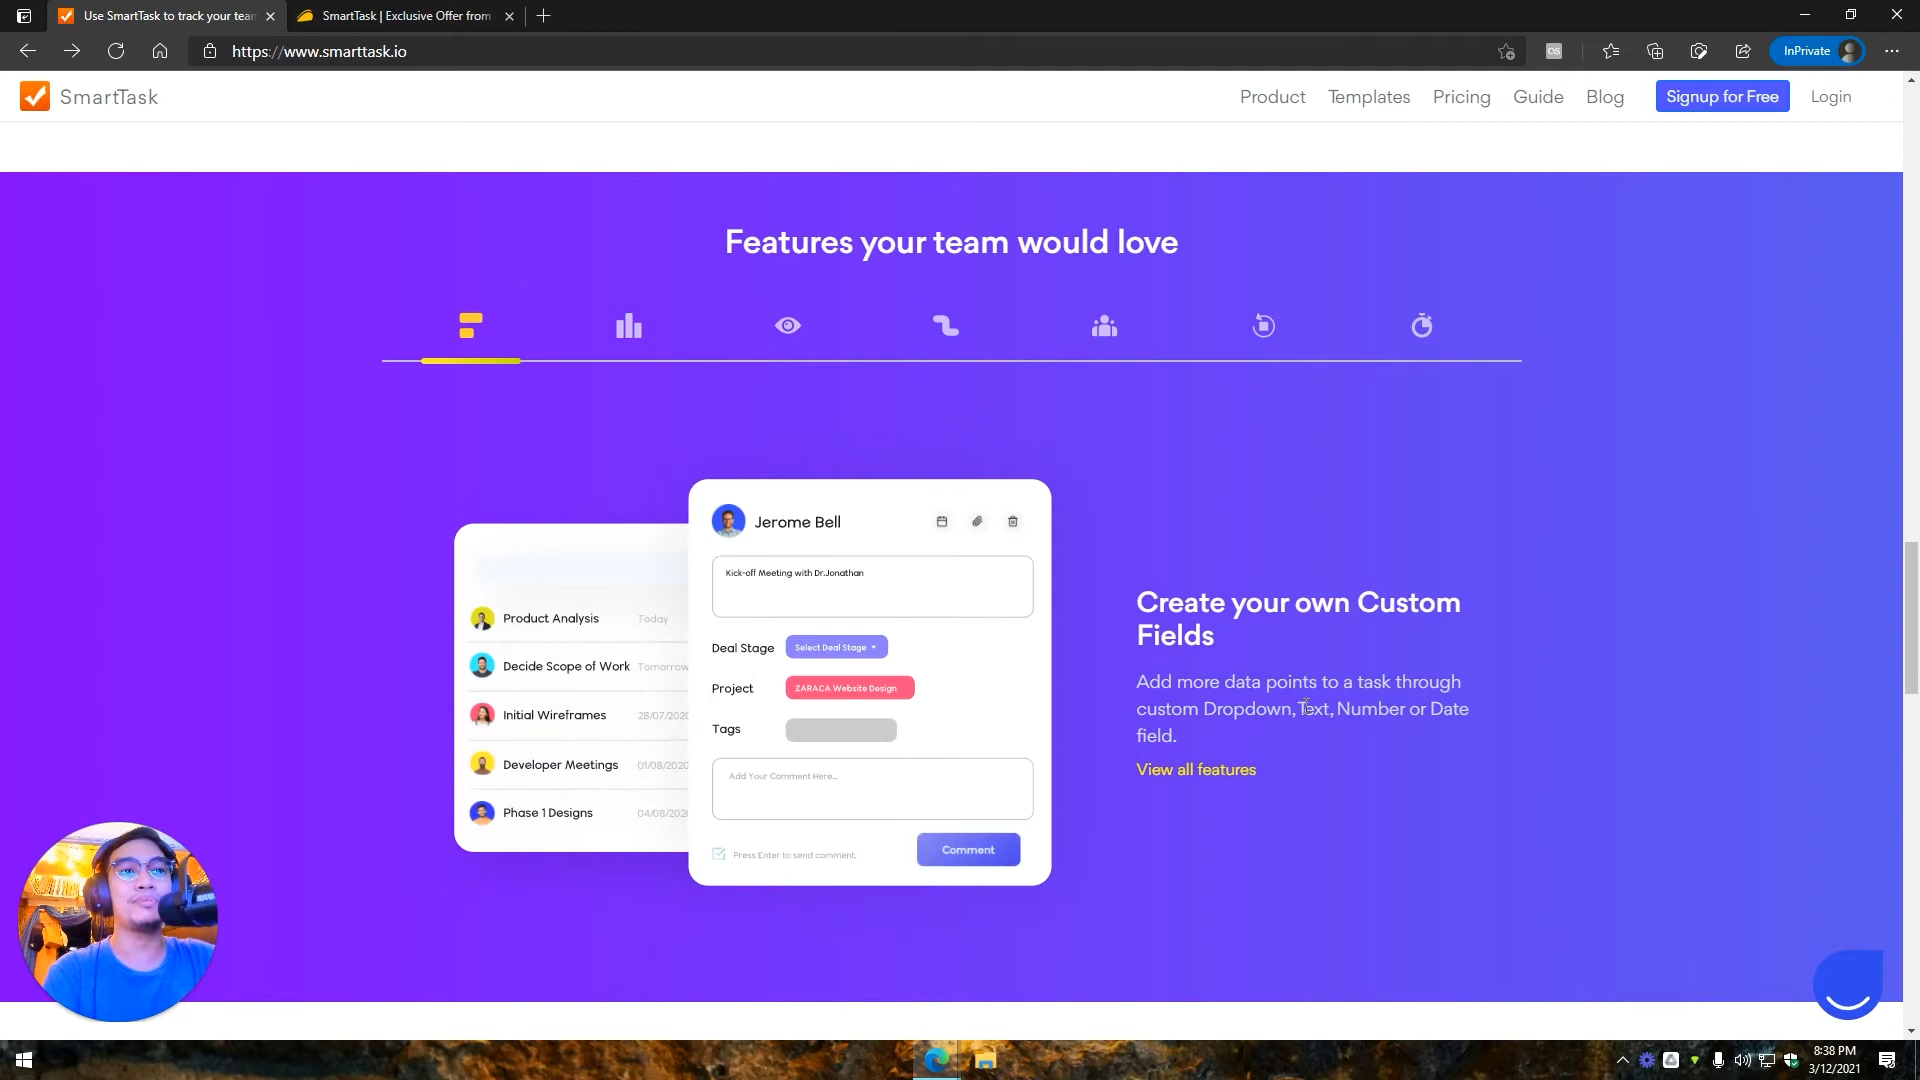 Use SmartTask to track your team
SmartTask | Exclusive Offer from
https://www.smarttask.io
InPrivate
SmartTask
Product
Templates
Pricing
Guide
Blog
Signup for Free
Login
Features your team would love
Jerome Bell
Kick-off Meeting with Dr.Jonathan
Product Analysis Today
Decide Scope of Work Tomorrow
Initial Wireframes 28/07/2020
Developer Meetings 01/08/2020
Phase 1 Designs 04/08/2020
Deal Stage Select Deal Stage
Project ZARACA Website Design
Tags
Add Your Comment Here...
Press Enter to send comment.
Comment
Create your own Custom
Fields
Add more data points to a task through
custom Dropdown, Text, Number or Date
field.
View all features
8:38 PM
3/12/2021